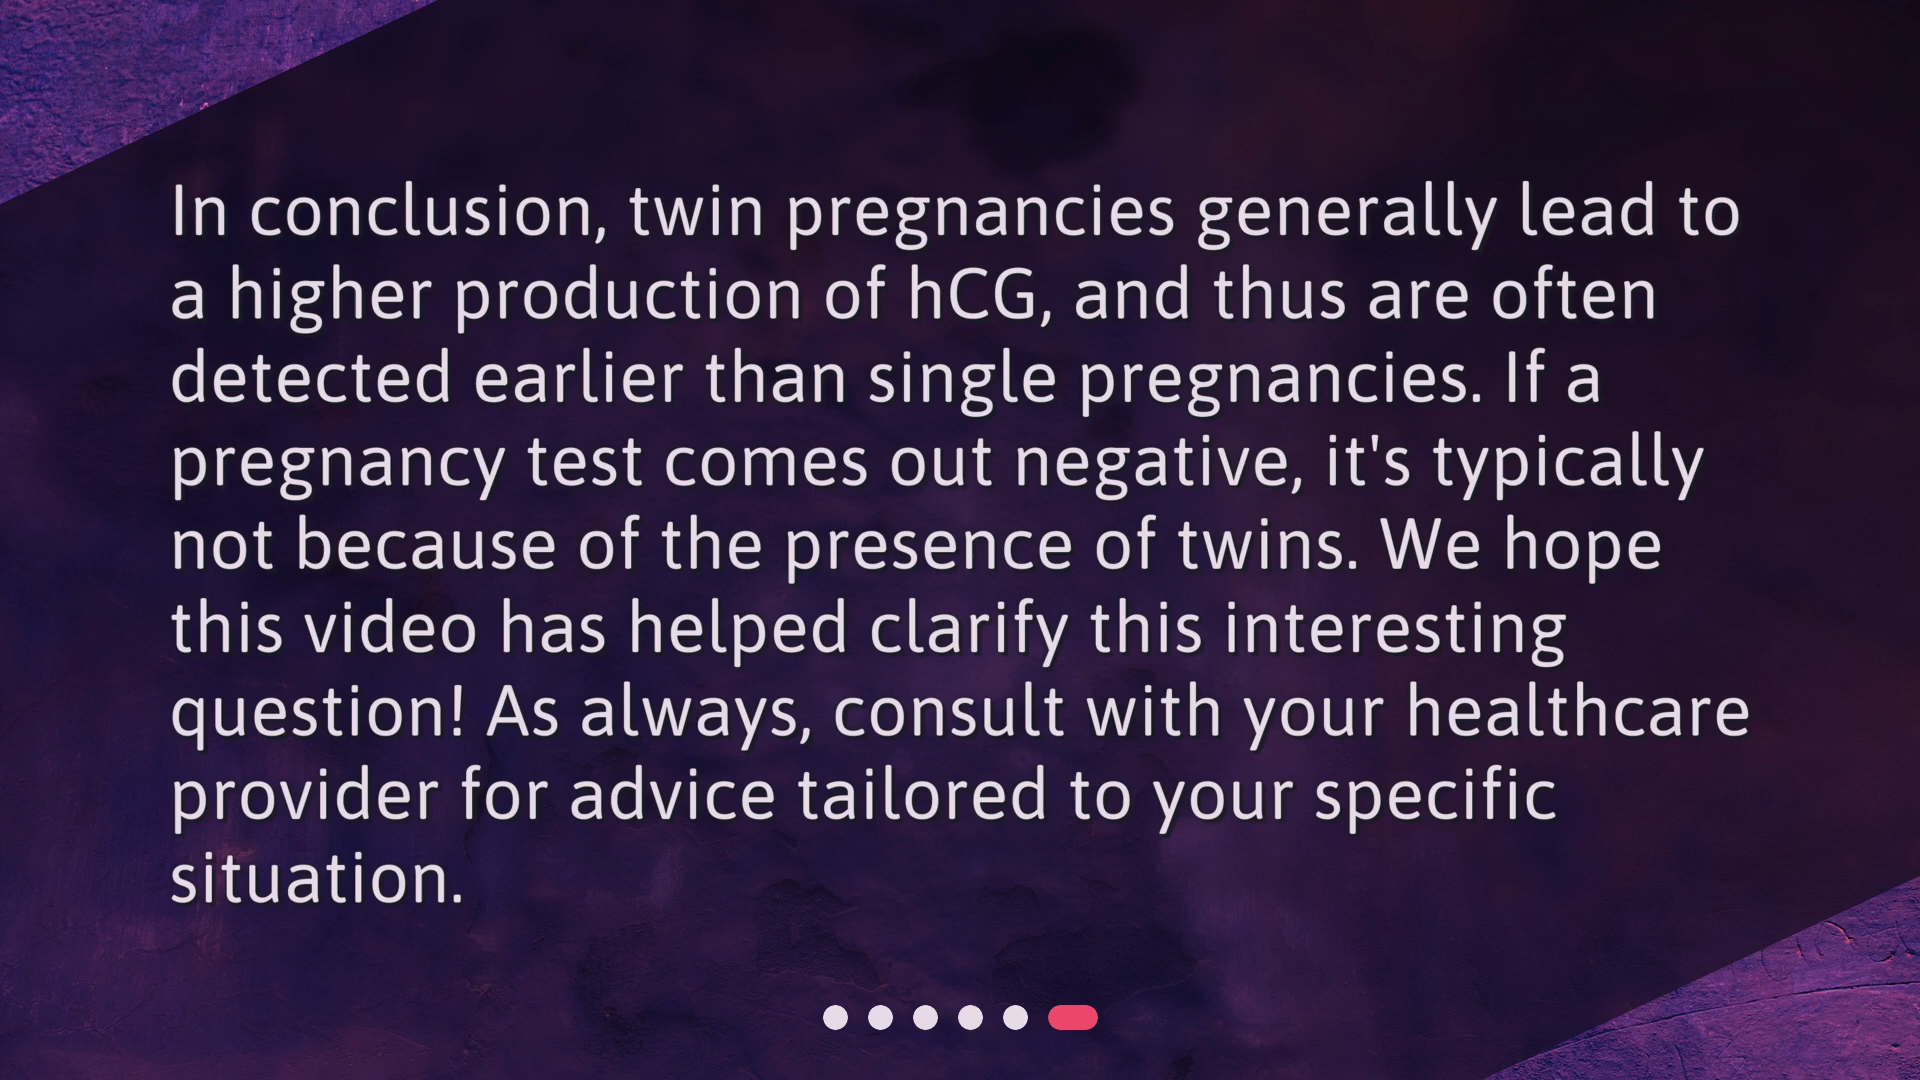 In conclusion, twin pregnancies generally lead to
a higher production of hCG, and thus are often
detected earlier than single pregnancies. If a
pregnancy test comes out negative, it's typically
not because of the presence of twins. We hope
this video has helped clarify this interesting
question! As always, consult with your healthcare
provider for advice tailored to your specific
situation.